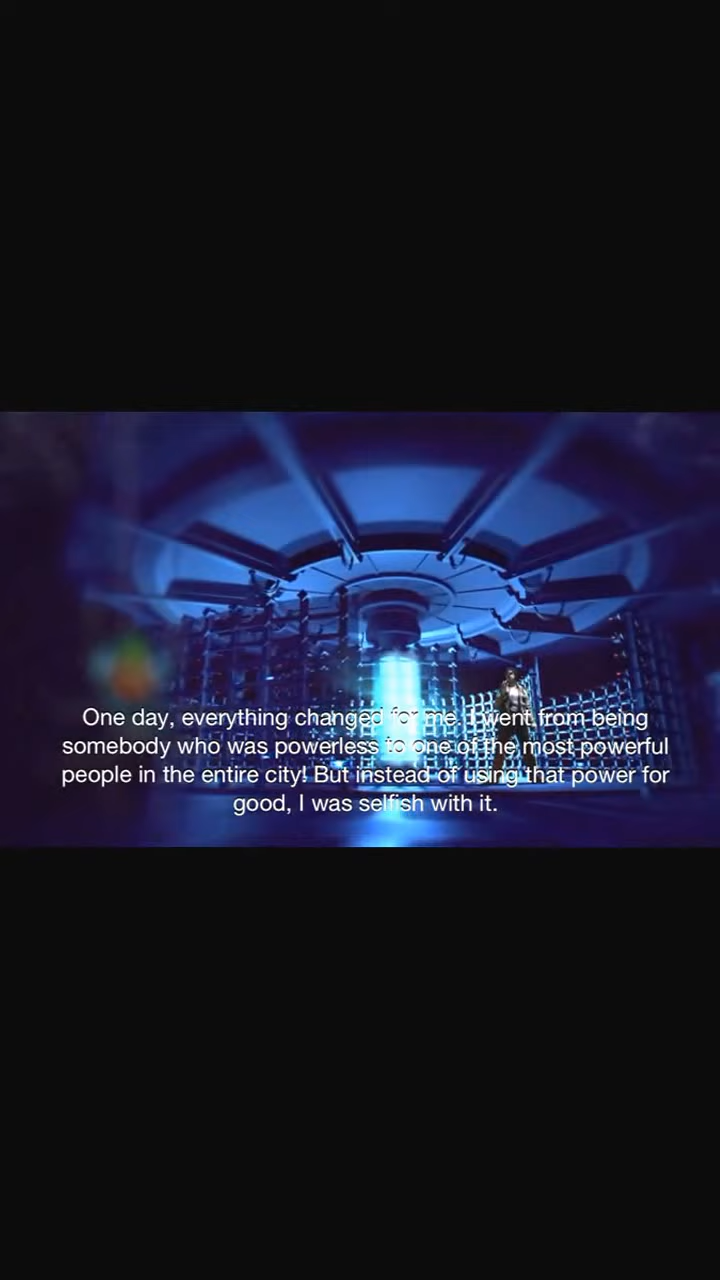 One day, everything changed for me. I went from being
somebody who was powerless to one of the most powerful
people in the entire city! But instead of using that power for
good, I was selfish with it.